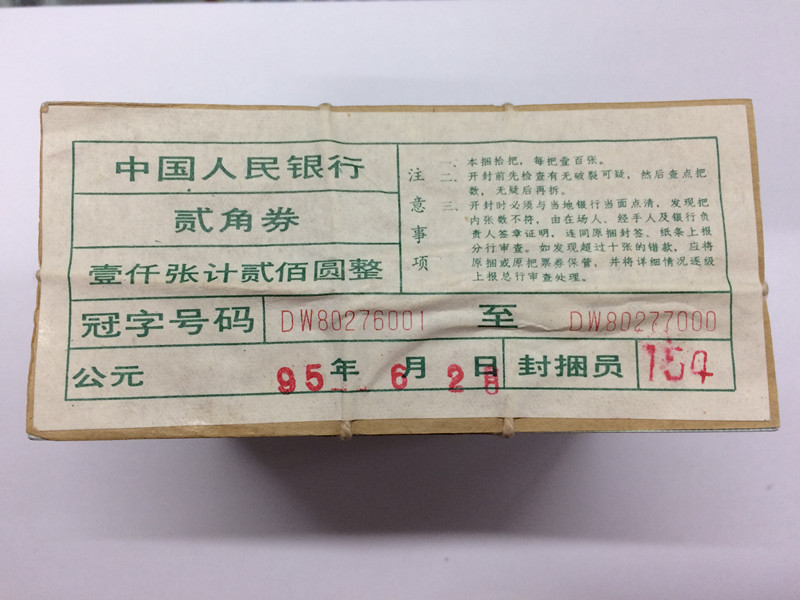 中国人民银行
贰角券
壹仟张计贰佰圆整
注意事项
一、本捆拾把，每把壹百张。
二、开封前先检查有无破裂可疑，然后查点把
数，无疑后再拆。
三、开封时必须与当地银行当面点清，发现把
内张数不符，由在场人、经手人及银行负
责人签章证明，连同原捆封签、纸条上报
分行审查。如发现超过十张的错款，应将
原捆或原把票券保管，并将详细情况逐级
上报总行审查处理。
冠字号码 DW80276001 至 DW80277000
公元 95年 6月 2日 封捆员 154